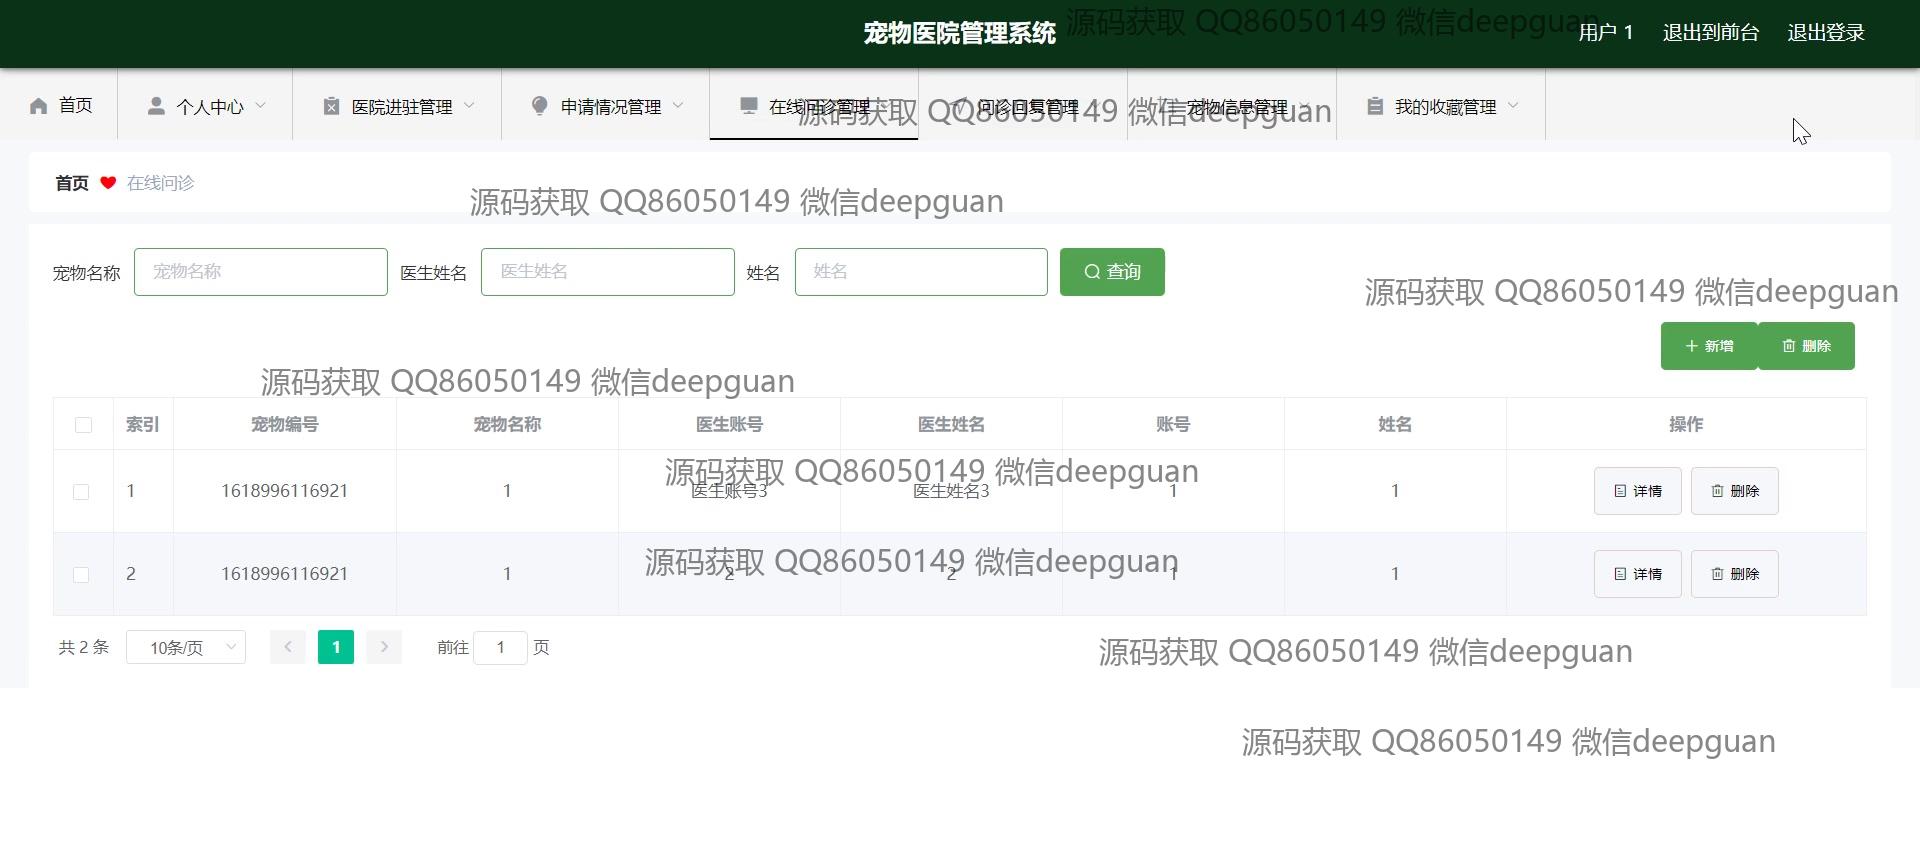 宠物医院管理系统
源码获取 QQ86050149 微信deepguan
用户 1 退出到前台 退出登录
首页 个人中心 医院进驻管理 申请情况管理 在线问诊管理 问诊回复管理 宠物信息管理 我的收藏管理
源码获取 QQ86050149 微信deepguan
首页 在线问诊
源码获取 QQ86050149 微信deepguan
宠物名称 宠物名称 医生姓名 医生姓名 姓名 姓名 查询
源码获取 QQ86050149 微信deepguan
新增 删除
源码获取 QQ86050149 微信deepguan
索引 宠物编号 宠物名称 医生账号 医生姓名 账号 姓名 操作
源码获取 QQ86050149 微信deepguan
1 1618996116921 1 医生账号3 医生姓名3 1 1 详情 删除
源码获取 QQ86050149 微信deepguan
2 1618996116921 1 2 2 1 1 详情 删除
共 2 条 10条/页 1 前往 1 页
源码获取 QQ86050149 微信deepguan
源码获取 QQ86050149 微信deepguan